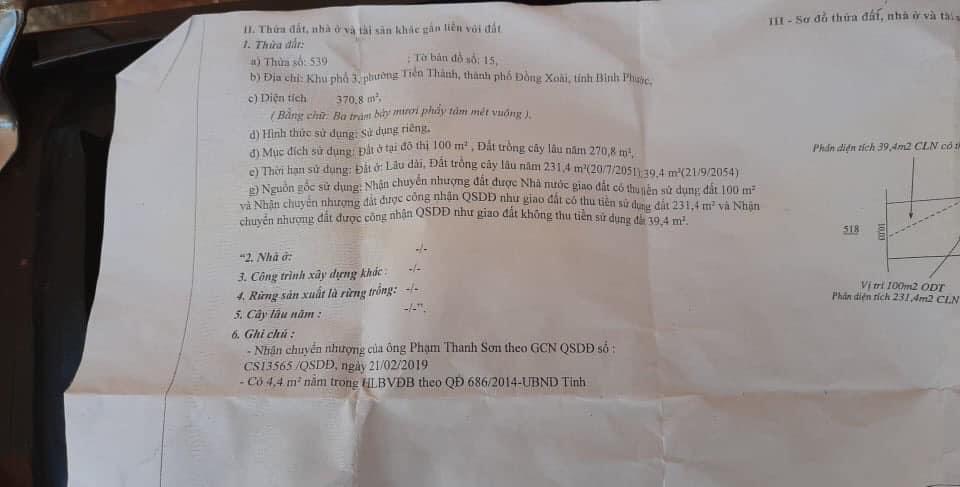 II. Thửa đất, nhà ở và tài sản khác gắn liền với đất
1. Thửa đất:
a) Thửa số: 539 ; Tờ bản đồ số: 15,
b) Địa chỉ: Khu phố 3, phường Tiến Thành, thành phố Đồng Xoài, tỉnh Bình Phước,
c) Diện tích 370,8 m²,
( Bằng chữ: Ba trăm bảy mươi phẩy tám mét vuông ),
d) Hình thức sử dụng: Sử dụng riêng,
đ) Mục đích sử dụng: Đất ở tại đô thị 100 m² , Đất trồng cây lâu năm 270,8 m²,
e) Thời hạn sử dụng: Đất ở: Lâu dài, Đất trồng cây lâu năm 231,4 m²(20/7/2051);39,4 m²(21/9/2054)
g) Nguồn gốc sử dụng: Nhận chuyển nhượng đất được Nhà nước giao đất có thu tiền sử dụng đất 100 m²
và Nhận chuyển nhượng đất được công nhận QSDĐ như giao đất có thu tiền sử dụng đất 231,4 m² và Nhận
chuyển nhượng đất được công nhận QSDĐ như giao đất không thu tiền sử dụng đất 39,4 m².
“2. Nhà ở: -/-
3. Công trình xây dựng khác : -/-
4. Rừng sản xuất là rừng trồng: -/-
5. Cây lâu năm : -/-”,
6. Ghi chú :
- Nhận chuyển nhượng của ông Phạm Thanh Sơn theo GCN QSDĐ số :
CS13565 /QSDĐ, ngày 21/02/2019
- Có 4,4 m² nằm trong HLBVĐB theo QĐ 686/2014-UBND Tỉnh
III - Sơ đồ thửa đất, nhà ở và tài
Phần diện tích 39,4m2 CLN có
518
Vị trí 100m2 ODT
Phần diện tích 231,4m2 CLN